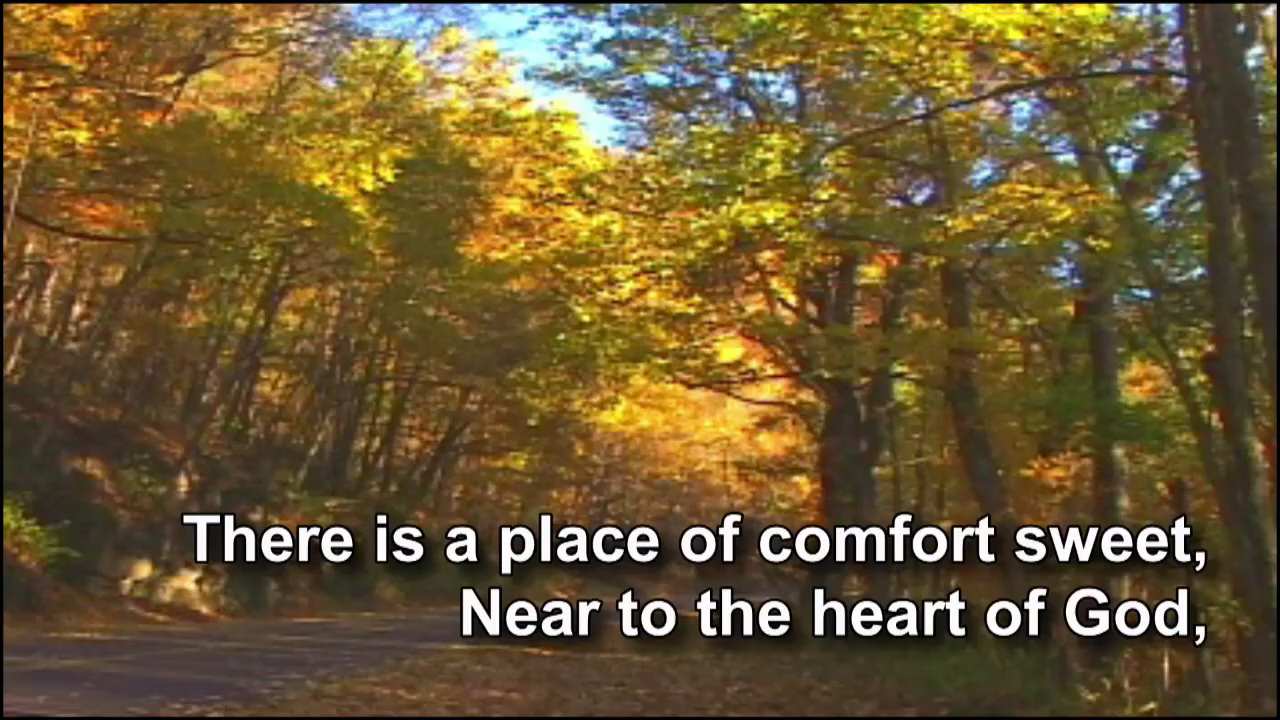 There is a place of comfort sweet,
Near to the heart of God,